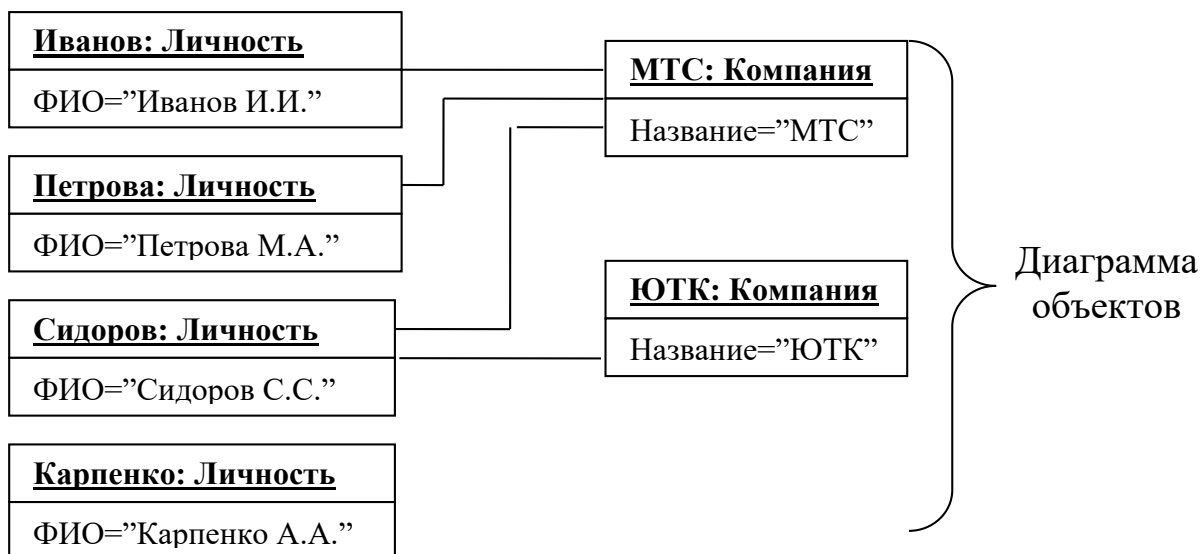 Иванов: Личность
ФИО=”Иванов И.И.”
Петрова: Личность
ФИО=”Петрова М.А.”
Сидоров: Личность
ФИО=”Сидоров С.С.”
Карпенко: Личность
ФИО=”Карпенко А.А.”
МТС: Компания
Название=”МТС”
ЮТК: Компания
Название=”ЮТК”
Диаграмма
объектов